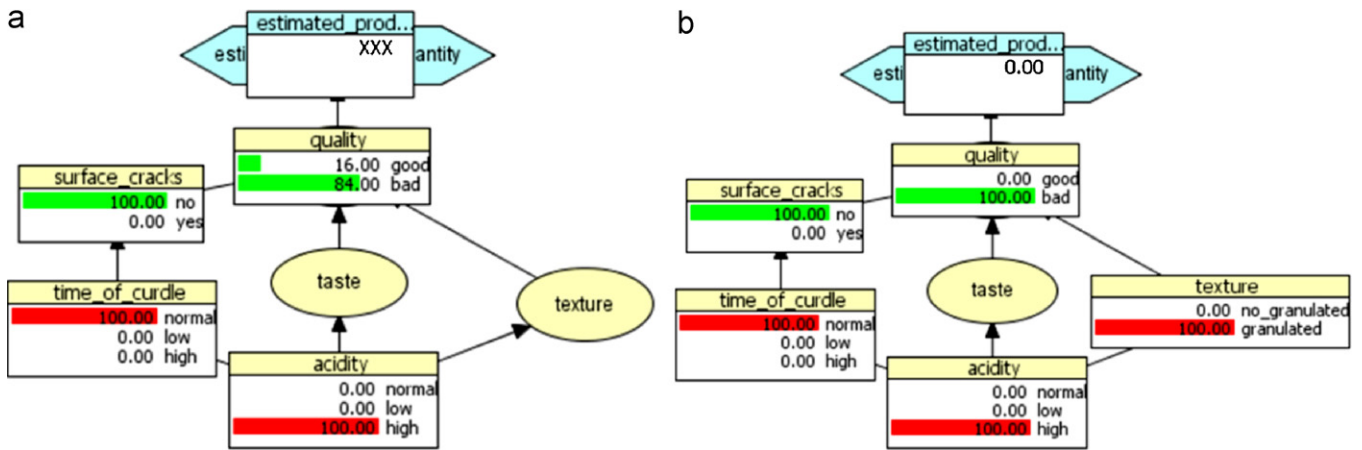 a
estimated_prod...
XXX
esti
antity
quality
16.00 good
84.00 bad
surface_cracks
100.00 no
0.00 yes
taste
texture
time_of_curdle
100.00 normal
0.00 low
0.00 high
acidity
0.00 normal
0.00 low
100.00 high
b
estimated_prod...
0.00
esti
antity
quality
0.00 good
100.00 bad
surface_cracks
100.00 no
0.00 yes
taste
texture
0.00 no_granulated
100.00 granulated
time_of_curdle
100.00 normal
0.00 low
0.00 high
acidity
0.00 normal
0.00 low
100.00 high